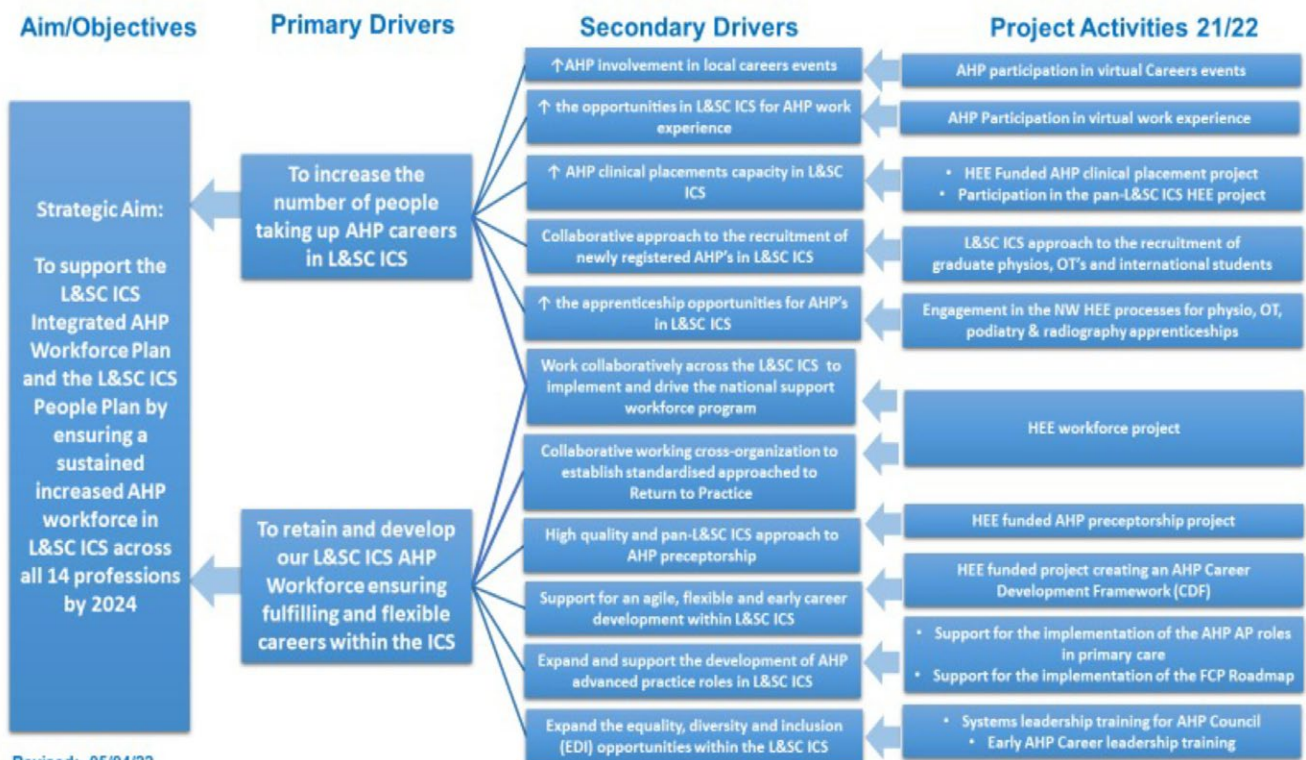 Aim/Objectives
Primary Drivers
Secondary Drivers
Project Activities 21/22
Strategic Aim:
To support the
L&SC ICS
Integrated AHP
Workforce Plan
and the L&SC ICS
People Plan by
ensuring a
sustained
increased AHP
workforce in
L&SC ICS across
all 14 professions
by 2024
To increase the
number of people
taking up AHP careers
in L&SC ICS
To retain and develop
our L&SC ICS AHP
Workforce ensuring
fulfilling and flexible
careers within the ICS
↑AHP involvement in local careers events
↑ the opportunities in L&SC ICS for AHP work
experience
↑ AHP clinical placements capacity in L&SC
ICS
Collaborative approach to the recruitment of
newly registered AHP's in L&SC ICS
↑ the apprenticeship opportunities for AHP's
in L&SC ICS
Work collaboratively across the L&SC ICS to
implement and drive the national support
workforce program
Collaborative working cross-organization to
establish standardised approached to
Return to Practice
High quality and pan-L&SC ICS approach to
AHP preceptorship
Support for an agile, flexible and early career
development within L&SC ICS
Expand and support the development of AHP
advanced practice roles in L&SC ICS
Expand the equality, diversity and inclusion
(EDI) opportunities within the L&SC ICS
AHP participation in virtual Careers events
AHP Participation in virtual work experience
• HEE Funded AHP clinical placement project
• Participation in the pan-L&SC ICS HEE project
L&SC ICS approach to the recruitment of
graduate physios, OT's and international students
Engagement in the NW HEE processes for physio, OT,
podiatry & radiography apprenticeships
HEE workforce project
HEE funded AHP preceptorship project
HEE funded project creating an AHP Career
Development Framework (CDF)
• Support for the implementation of the AHP AP roles
in primary care
• Support for the implementation of the FCP Roadmap
• Systems leadership training for AHP Council
• Early AHP Career leadership training